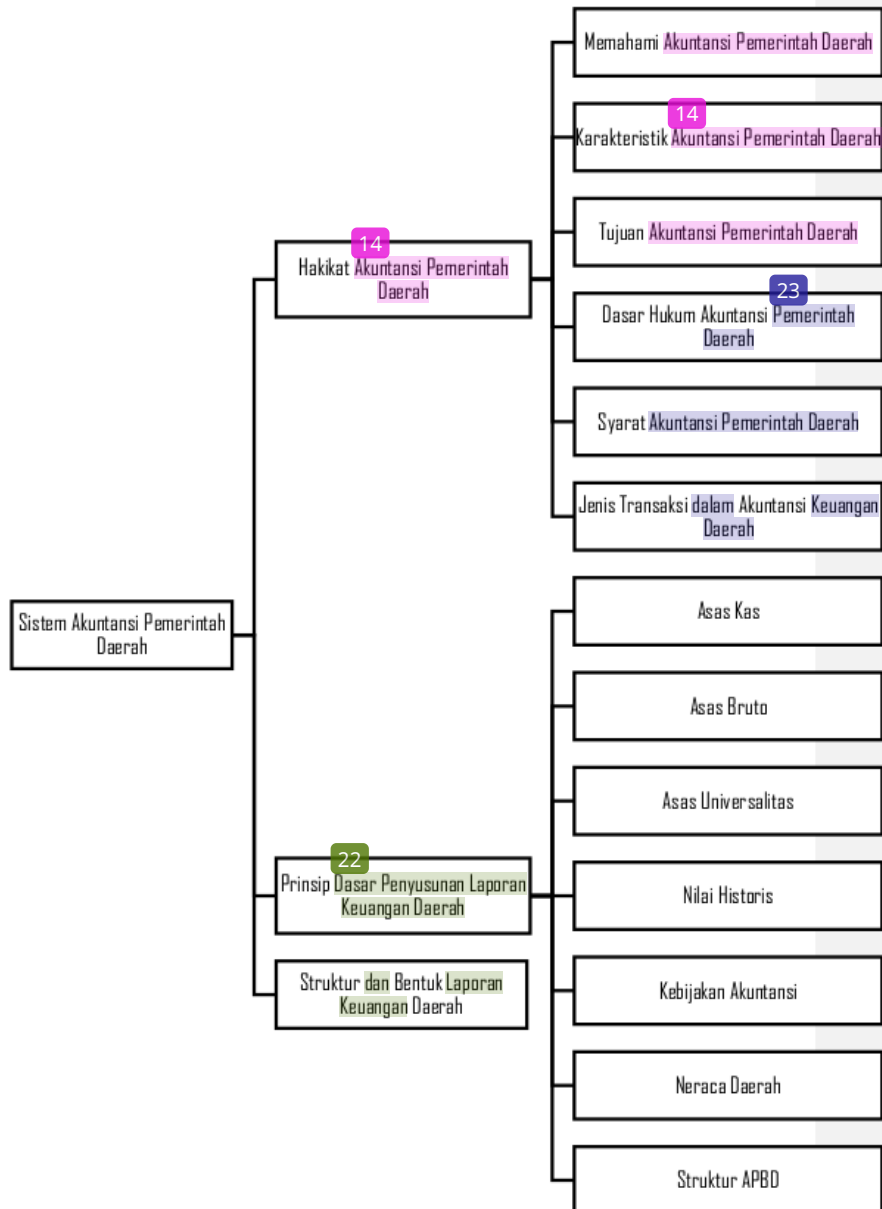 Memahami Akuntansi Pemerintah Daerah
14
Karakteristik Akuntansi Pemerintah Daerah
Tujuan Akuntansi Pemerintah Daerah
14
Hakikat Akuntansi Pemerintah
Daerah
23
Dasar Hukum Akuntansi Pemerintah
Daerah
Syarat Akuntansi Pemerintah Daerah
Jenis Transaksi dalam Akuntansi Keuangan
Daerah
Sistem Akuntansi Pemerintah
Daerah
Asas Kas
Asas Bruto
Asas Universalitas
22
Prinsip Dasar Penyusunan Laporan
Keuangan Daerah
Nilai Historis
Struktur dan Bentuk Laporan
Keuangan Daerah
Kebijakan Akuntansi
Neraca Daerah
Struktur APBD